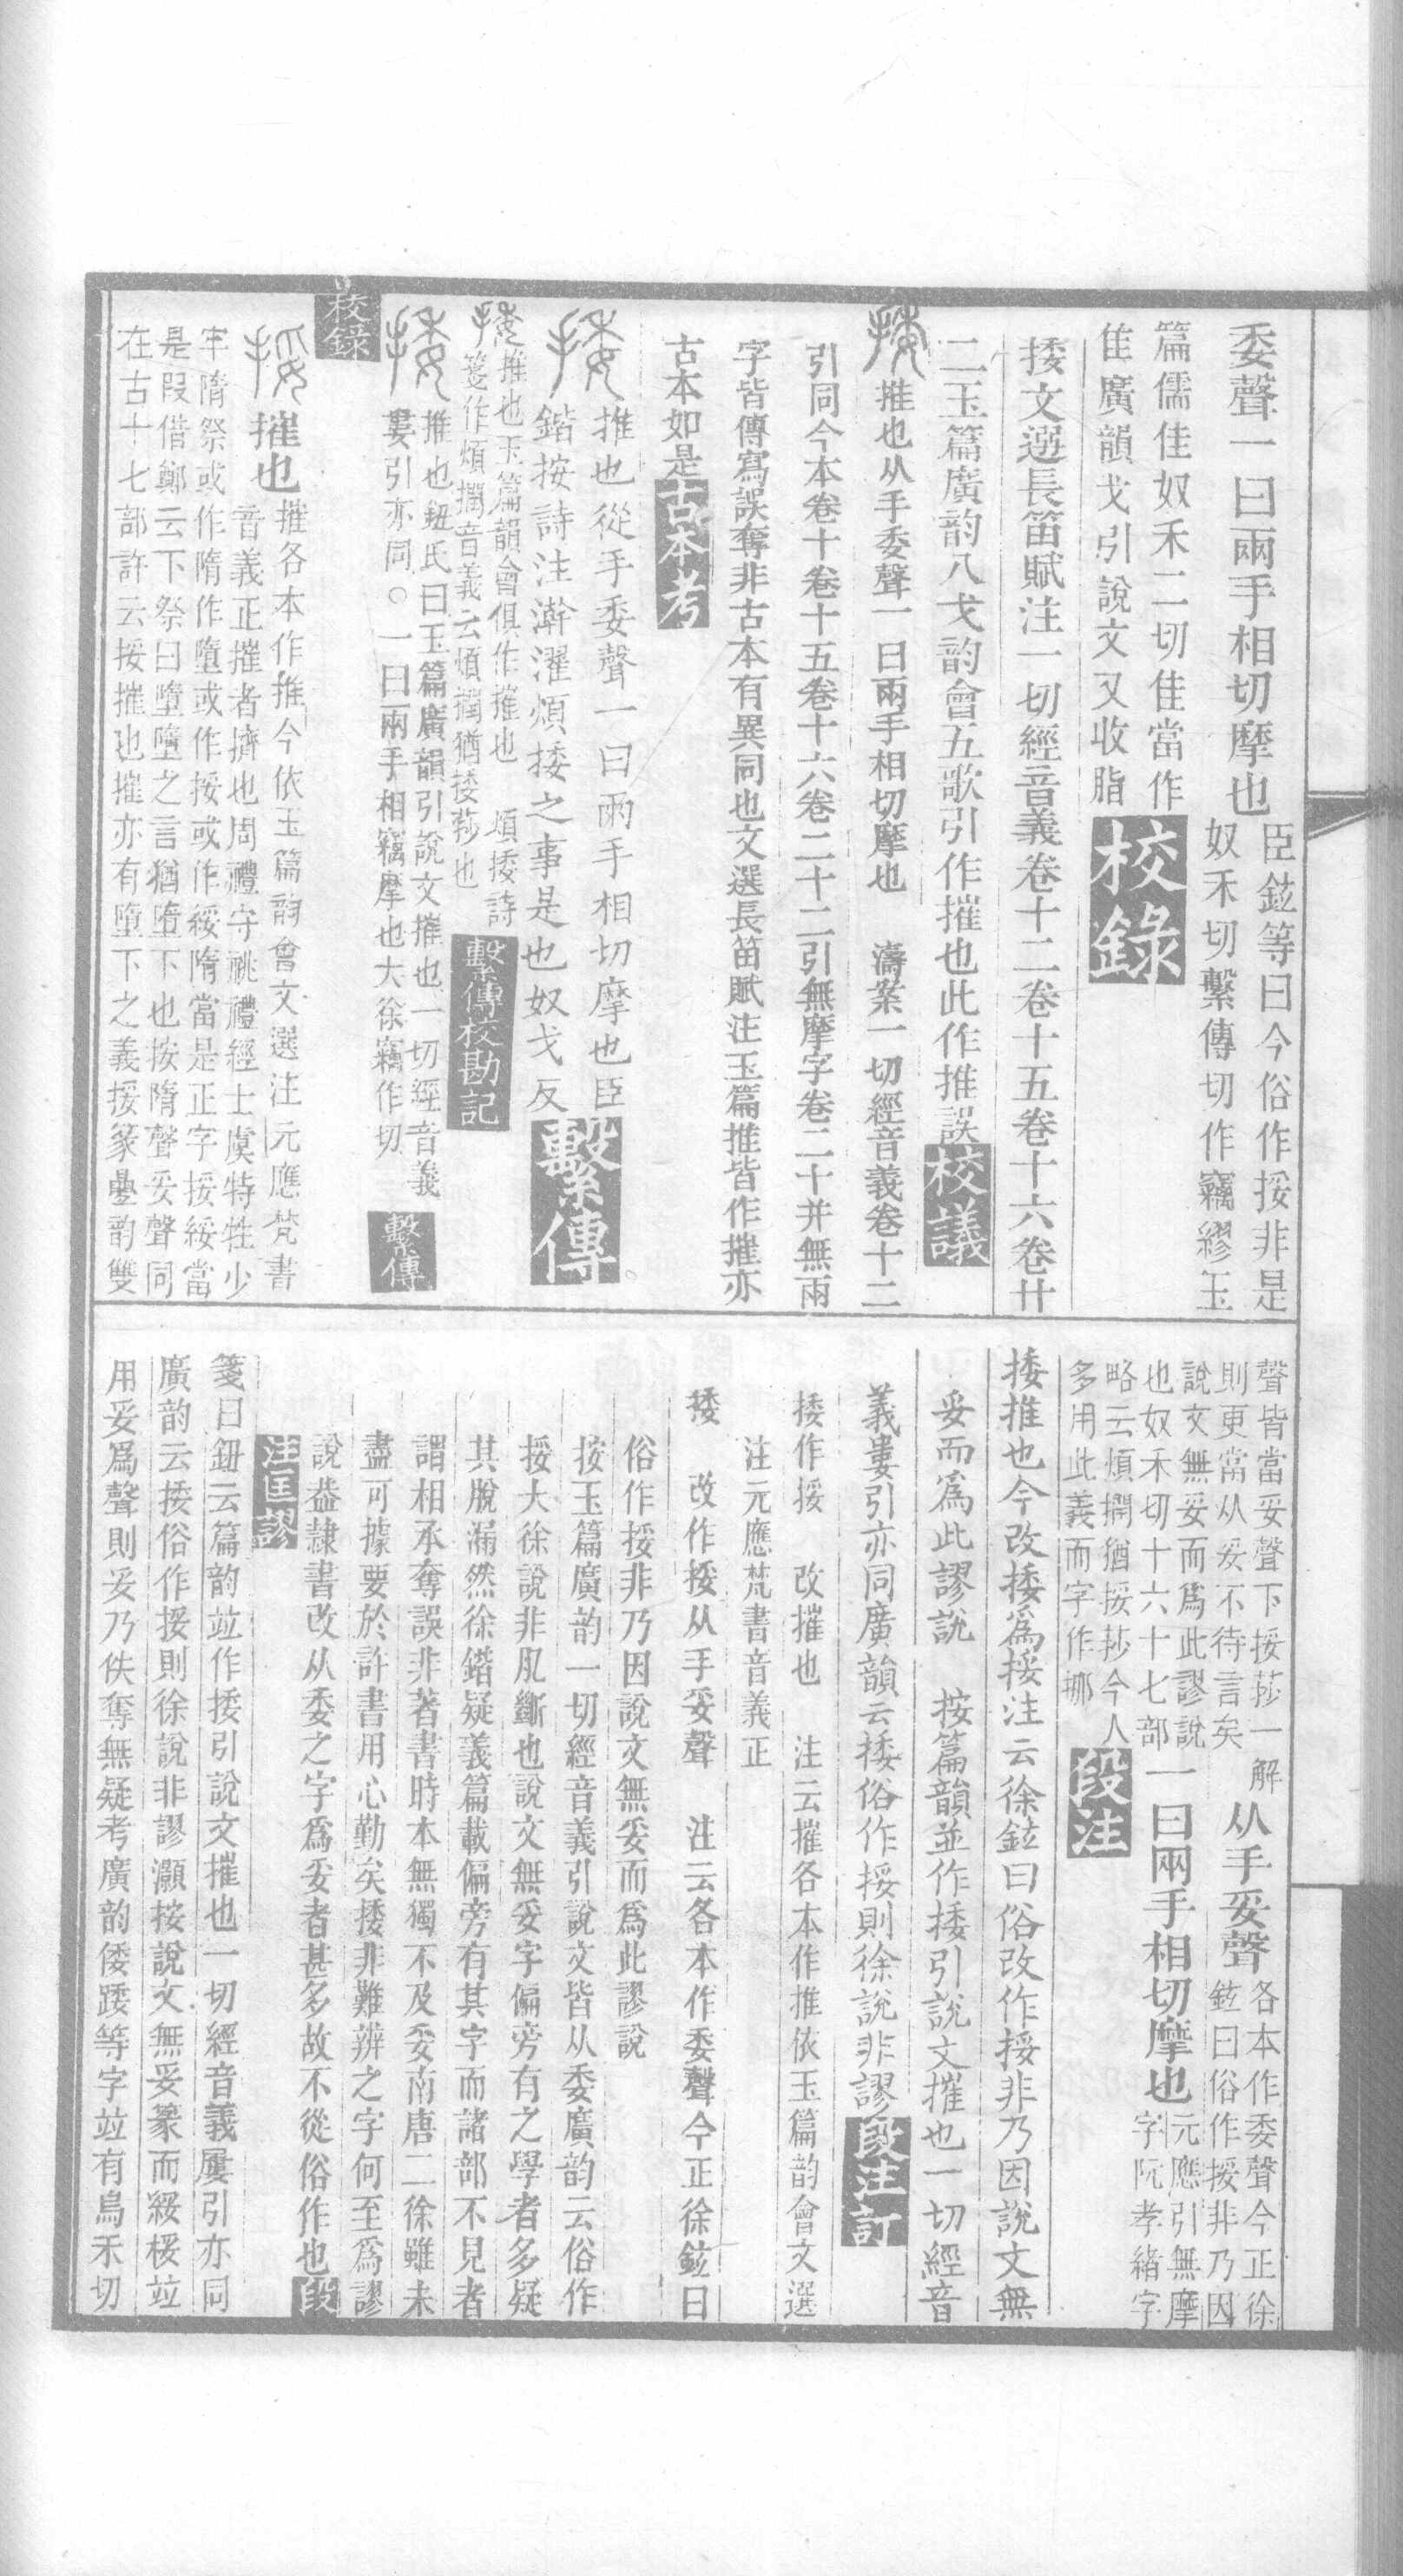 委聲一曰兩手相切摩也
臣鉉等曰今俗作挼非是
奴禾切繫傳切作竊繆玉
篇儒佳奴禾二切佳當作
隹廣韻戈引說文又收脂
校錄
捼文選長笛賦注一切經音義卷十二卷十五卷十六卷廿
二玉篇廣韵八戈韵會五歌引作摧也此作推誤校議
捼推也从手委聲一曰兩手相切摩也　濤案一切經音義卷十二
引同今本卷十卷十五卷十六卷二十二引無摩字卷二十并無兩
字皆傳寫誤奪非古本有異同也文選長笛賦注玉篇推皆作摧亦
古本如是古本考
捼推也從手委聲一曰兩手相切摩也臣
鍇按詩注澣濯煩捼之事是也奴戈反繫傳
捼推也玉篇韻會俱作摧也　煩捼詩
箋作煩撋音義云煩撋猶捼莎也
繫傳校勘記
捼推也鈕氏曰玉篇廣韻引說文摧也一切經音義
婁引亦同。一曰兩手相竊摩也大徐竊作切
繫傳
校錄
挼摧也摧各本作推今依玉篇韵會文選注元應梵書
音義正摧者擠也周禮守祧禮經士虞特牲少
牢隋祭或作隋作墮或作挼或作綏隋當是正字挼綏當
是叚借鄭云下祭曰墮墮之言猶墮下也按隋聲妥聲同
在古十七部許云挼摧也摧亦有墮下之義挼篆疊韵雙
聲皆當妥聲下挼莎一解
則更當从妥不待言矣
从手妥聲各本作委聲今正徐
鉉曰俗作挼非乃因
說文無妥而爲此謬說
也奴禾切十六十七部
一曰兩手相切摩也元應引無摩
字阮孝緒字
略云煩撋猶挼莎今人
多用此義而字作挪
段注
捼推也今改捼爲挼注云徐鉉曰俗改作挼非乃因說文無
妥而爲此謬說　按篇韻並作捼引說文摧也一切經音
義婁引亦同廣韻云捼俗作挼則徐說非謬段注訂
捼作挼　改摧也　注云摧各本作推依玉篇韵會文選
注元應梵書音義正
捼　改作挼从手妥聲　注云各本作委聲今正徐鉉曰
俗作挼非乃因說文無妥而爲此謬說
按玉篇廣韵一切經音義引說文皆从委廣韵云俗作
挼大徐說非肊斷也說文無妥字偏旁有之學者多疑
其脫漏然徐鍇疑義篇載偏旁有其字而諸部不見者
謂相承奪誤非著書時本無獨不及妥南唐二徐雖未
盡可據要於許書用心勤矣捼非難辨之字何至爲謬
說葢隷書改从委之字爲妥者甚多故不從俗作也段
注匡謬
箋曰鈕云篇韵竝作捼引說文摧也一切經音義屢引亦同
廣韵云捼俗作挼則徐說非謬灝按說文無妥篆而綏桵竝
用妥爲聲則妥乃佚奪無疑考廣韵倭踒等字竝有烏禾切